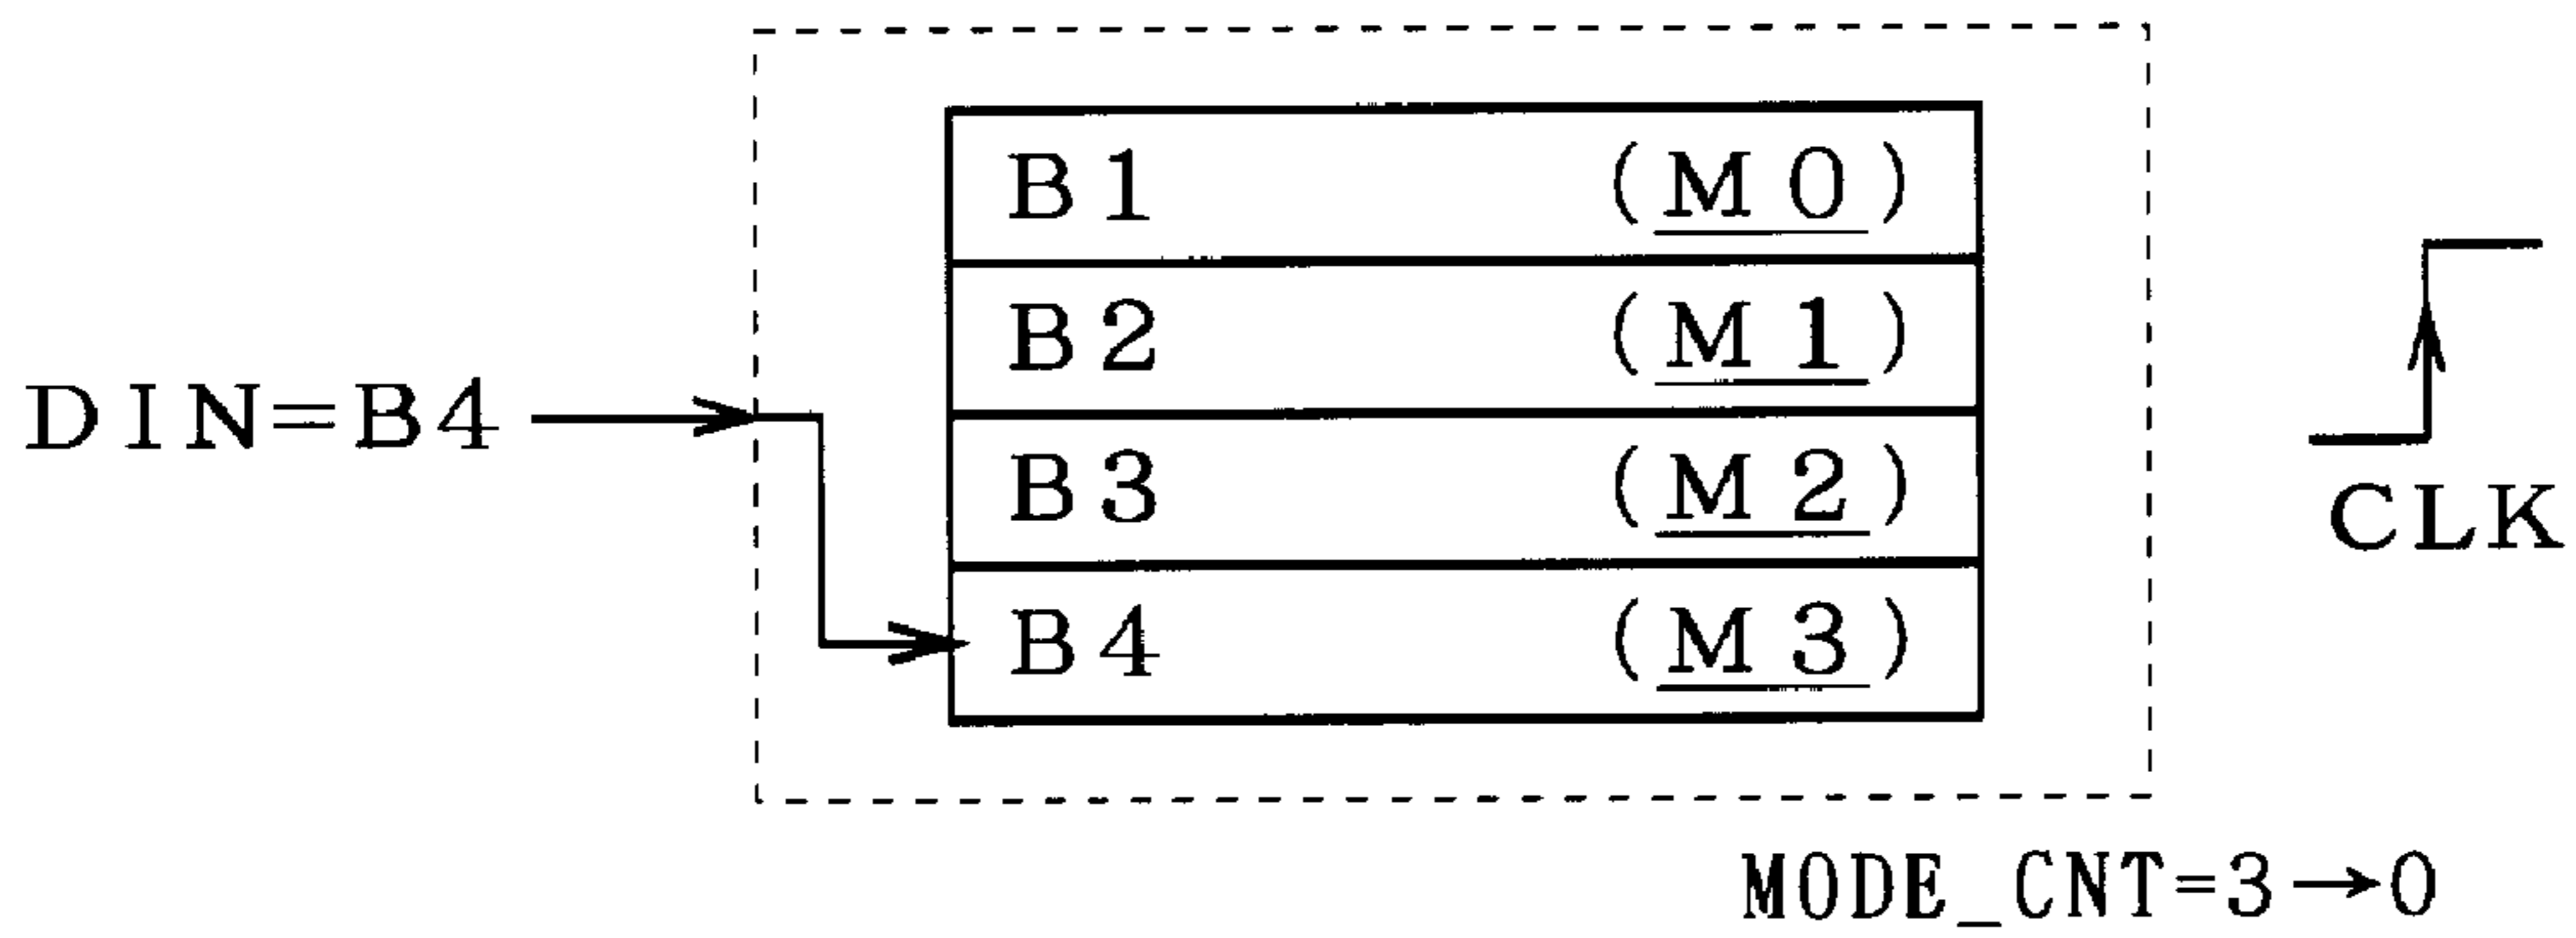 B1 (M0)
B2 (M1)
DIN=B4
B3 (M2)
CLK
B4 (M3)
MODE_CNT=3→0